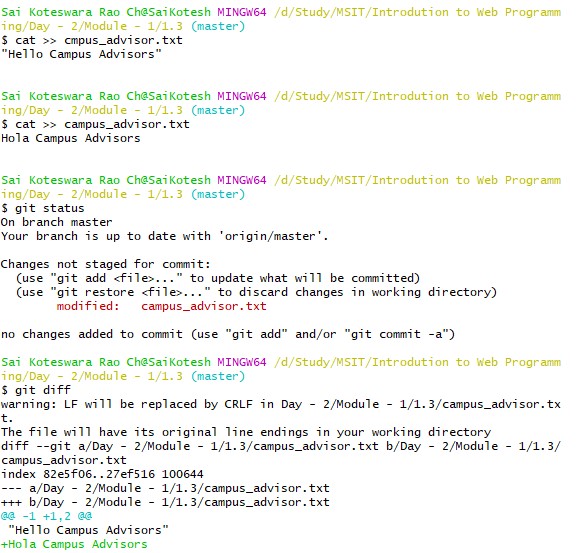 Sai Koteswara Rao Ch@SaiKotesh MINGW64 /d/Study/MSIT/Introdution to Web Programm
ing/Day - 2/Module - 1/1.3 (master)
$ cat >> cmpus_advisor.txt
"Hello Campus Advisors"
Sai Koteswara Rao Ch@SaiKotesh MINGW64 /d/Study/MSIT/Introdution to Web Programm
ing/Day - 2/Module - 1/1.3 (master)
$ cat >> campus_advisor.txt
Hola Campus Advisors
Sai Koteswara Rao Ch@SaiKotesh MINGW64 /d/Study/MSIT/Introdution to Web Programm
ing/Day - 2/Module - 1/1.3 (master)
$ git status
On branch master
Your branch is up to date with 'origin/master'.
Changes not staged for commit:
  (use "git add <file>..." to update what will be committed)
  (use "git restore <file>..." to discard changes in working directory)
        modified:   campus_advisor.txt
no changes added to commit (use "git add" and/or "git commit -a")
Sai Koteswara Rao Ch@SaiKotesh MINGW64 /d/Study/MSIT/Introdution to Web Programm
ing/Day - 2/Module - 1/1.3 (master)
$ git diff
warning: LF will be replaced by CRLF in Day - 2/Module - 1/1.3/campus_advisor.tx
t.
The file will have its original line endings in your working directory
diff --git a/Day - 2/Module - 1/1.3/campus_advisor.txt b/Day - 2/Module - 1/1.3/
campus_advisor.txt
index 82e5f06..27ef516 100644
--- a/Day - 2/Module - 1/1.3/campus_advisor.txt
+++ b/Day - 2/Module - 1/1.3/campus_advisor.txt
@@ -1 +1,2 @@
 "Hello Campus Advisors"
+Hola Campus Advisors